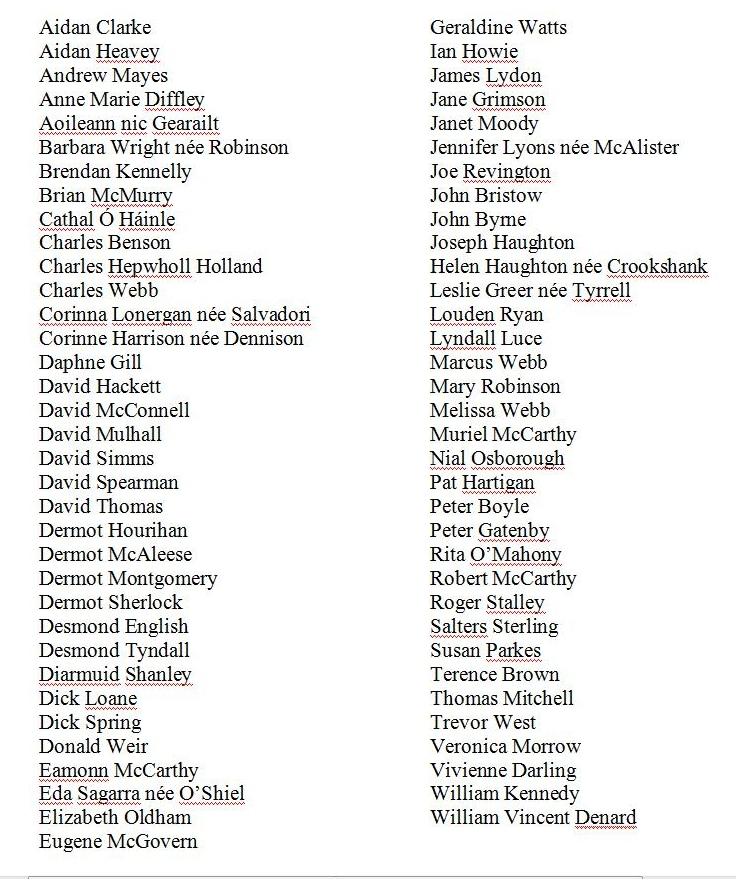 Aidan Clarke
Aidan Heavey
Andrew Mayes
Anne Marie Diffley
Aoileann nic Gearailt
Barbara Wright née Robinson
Brendan Kennelly
Brian McMurry
Cathal Ó Háinle
Charles Benson
Charles Hepwholl Holland
Charles Webb
Corinna Lonergan née Salvadori
Corinne Harrison née Dennison
Daphne Gill
David Hackett
David McConnell
David Mulhall
David Simms
David Spearman
David Thomas
Dermot Hourihan
Dermot McAleese
Dermot Montgomery
Dermot Sherlock
Desmond English
Desmond Tyndall
Diarmuid Shanley
Dick Loane
Dick Spring
Donald Weir
Eamonn McCarthy
Eda Sagarra née O’Shiel
Elizabeth Oldham
Eugene McGovern
Geraldine Watts
Ian Howie
James Lydon
Jane Grimson
Janet Moody
Jennifer Lyons née McAlister
Joe Revington
John Bristow
John Byrne
Joseph Haughton
Helen Haughton née Crookshank
Leslie Greer née Tyrrell
Louden Ryan
Lyndall Luce
Marcus Webb
Mary Robinson
Melissa Webb
Muriel McCarthy
Nial Osborough
Pat Hartigan
Peter Boyle
Peter Gatenby
Rita O’Mahony
Robert McCarthy
Roger Stalley
Salters Sterling
Susan Parkes
Terence Brown
Thomas Mitchell
Trevor West
Veronica Morrow
Vivienne Darling
William Kennedy
William Vincent Denard